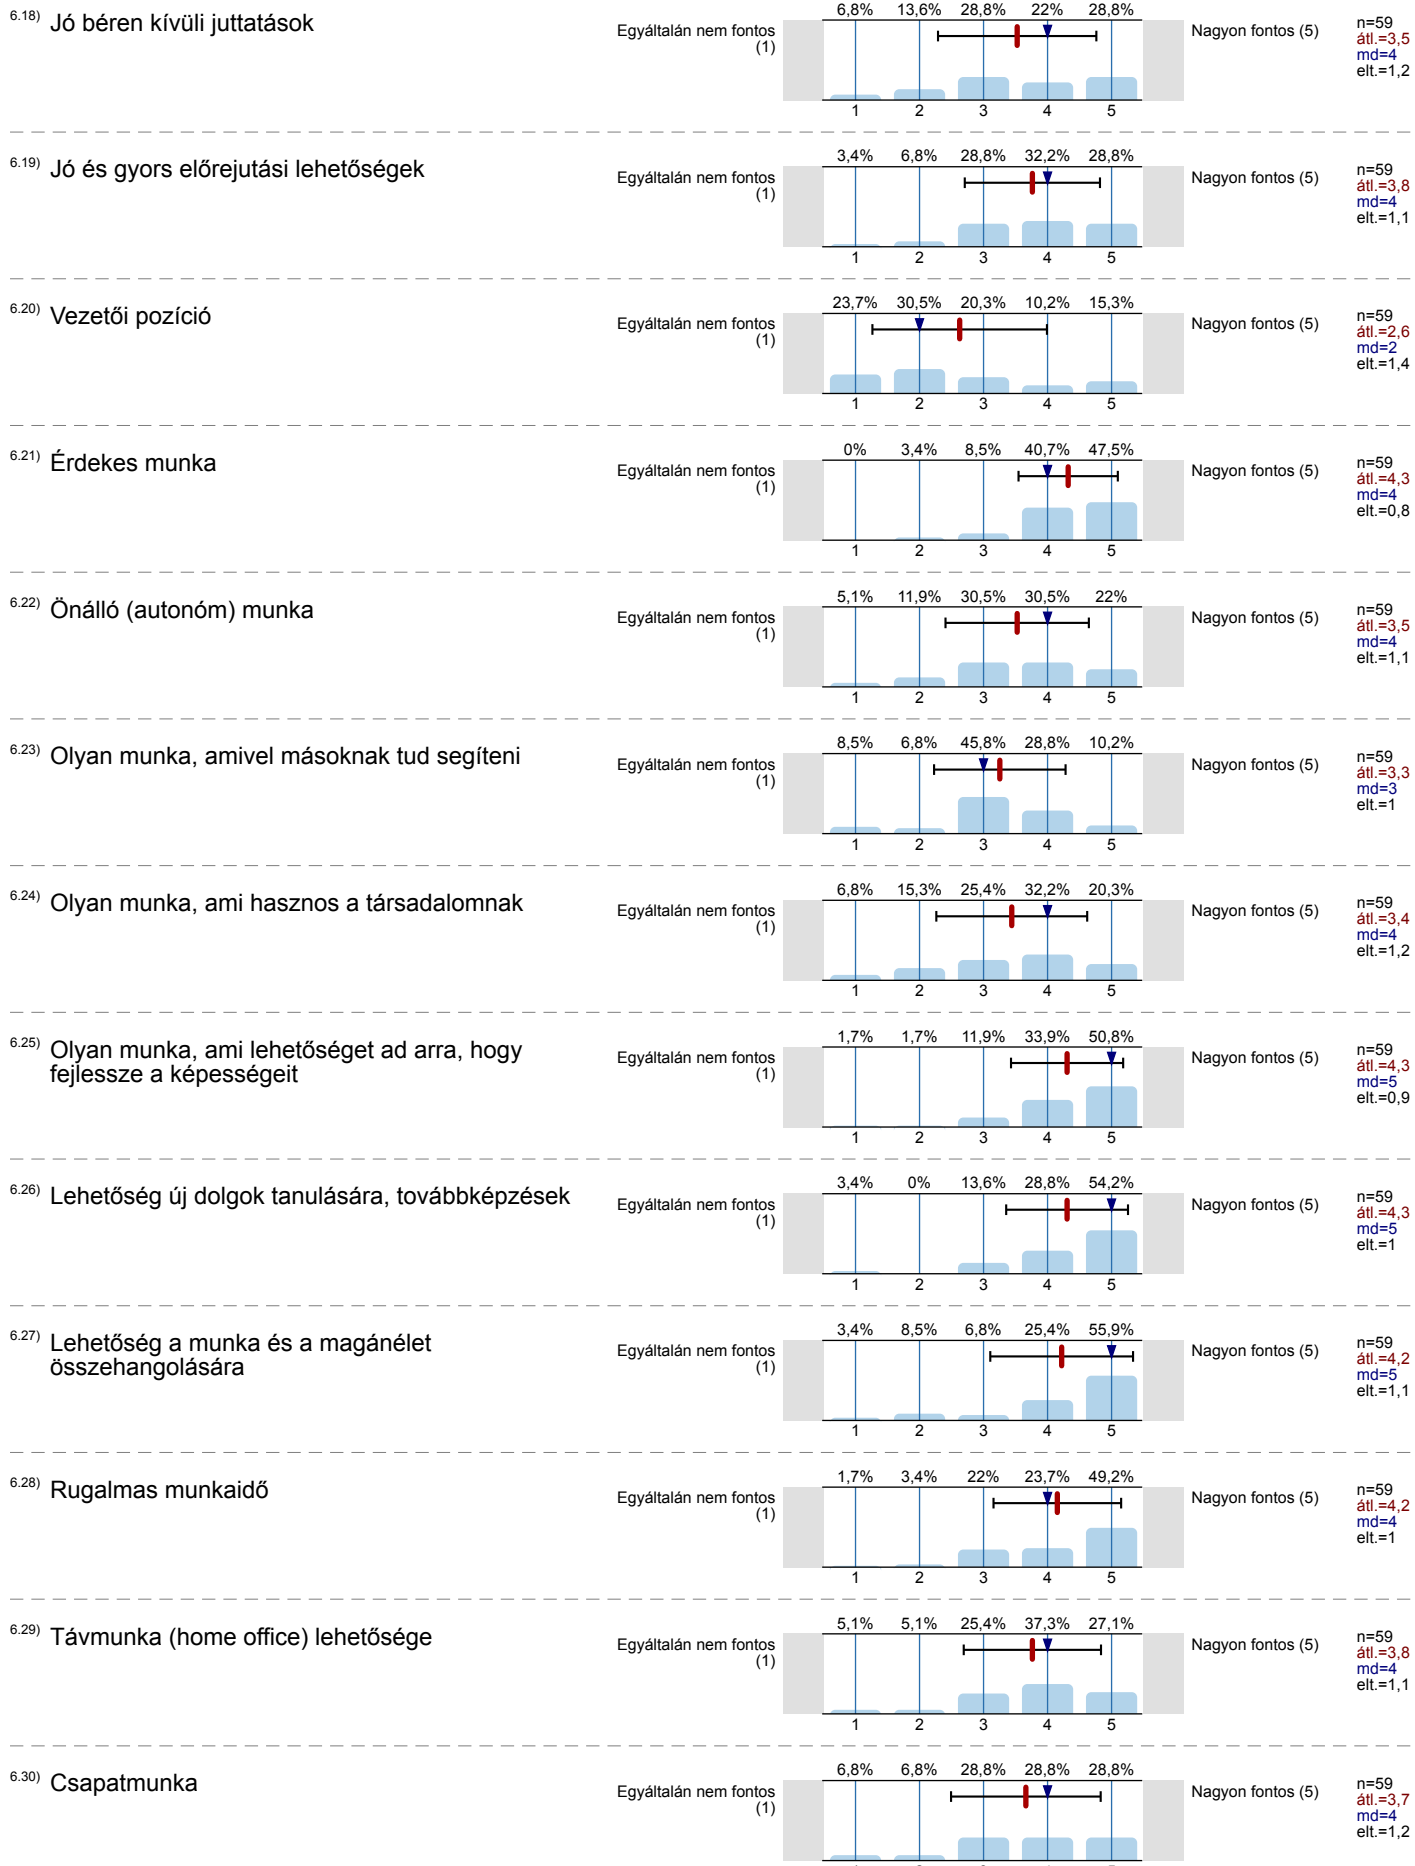 6.18) Jó béren kívüli juttatások
6,8% 13,6% 28,8% 22% 28,8%
Egyáltalán nem fontos
(1)
Nagyon fontos (5)
n=59
átl.=3,5
md=4
elt.=1,2
1 2 3 4 5
6.19) Jó és gyors előrejutási lehetőségek
3,4% 6,8% 28,8% 32,2% 28,8%
Egyáltalán nem fontos
(1)
Nagyon fontos (5)
n=59
átl.=3,8
md=4
elt.=1,1
1 2 3 4 5
6.20) Vezetői pozíció
23,7% 30,5% 20,3% 10,2% 15,3%
Egyáltalán nem fontos
(1)
Nagyon fontos (5)
n=59
átl.=2,6
md=2
elt.=1,4
1 2 3 4 5
6.21) Érdekes munka
0% 3,4% 8,5% 40,7% 47,5%
Egyáltalán nem fontos
(1)
Nagyon fontos (5)
n=59
átl.=4,3
md=4
elt.=0,8
1 2 3 4 5
6.22) Önálló (autonóm) munka
5,1% 11,9% 30,5% 30,5% 22%
Egyáltalán nem fontos
(1)
Nagyon fontos (5)
n=59
átl.=3,5
md=4
elt.=1,1
1 2 3 4 5
6.23) Olyan munka, amivel másoknak tud segíteni
8,5% 6,8% 45,8% 28,8% 10,2%
Egyáltalán nem fontos
(1)
Nagyon fontos (5)
n=59
átl.=3,3
md=3
elt.=1
1 2 3 4 5
6.24) Olyan munka, ami hasznos a társadalomnak
6,8% 15,3% 25,4% 32,2% 20,3%
Egyáltalán nem fontos
(1)
Nagyon fontos (5)
n=59
átl.=3,4
md=4
elt.=1,2
1 2 3 4 5
6.25) Olyan munka, ami lehetőséget ad arra, hogy
fejlessze a képességeit
1,7% 1,7% 11,9% 33,9% 50,8%
Egyáltalán nem fontos
(1)
Nagyon fontos (5)
n=59
átl.=4,3
md=5
elt.=0,9
1 2 3 4 5
6.26) Lehetőség új dolgok tanulására, továbbképzések
3,4% 0% 13,6% 28,8% 54,2%
Egyáltalán nem fontos
(1)
Nagyon fontos (5)
n=59
átl.=4,3
md=5
elt.=1
1 2 3 4 5
6.27) Lehetőség a munka és a magánélet
összehangolására
3,4% 8,5% 6,8% 25,4% 55,9%
Egyáltalán nem fontos
(1)
Nagyon fontos (5)
n=59
átl.=4,2
md=5
elt.=1,1
1 2 3 4 5
6.28) Rugalmas munkaidő
1,7% 3,4% 22% 23,7% 49,2%
Egyáltalán nem fontos
(1)
Nagyon fontos (5)
n=59
átl.=4,2
md=4
elt.=1
1 2 3 4 5
6.29) Távmunka (home office) lehetősége
5,1% 5,1% 25,4% 37,3% 27,1%
Egyáltalán nem fontos
(1)
Nagyon fontos (5)
n=59
átl.=3,8
md=4
elt.=1,1
1 2 3 4 5
6.30) Csapatmunka
6,8% 6,8% 28,8% 28,8% 28,8%
Egyáltalán nem fontos
(1)
Nagyon fontos (5)
n=59
átl.=3,7
md=4
elt.=1,2